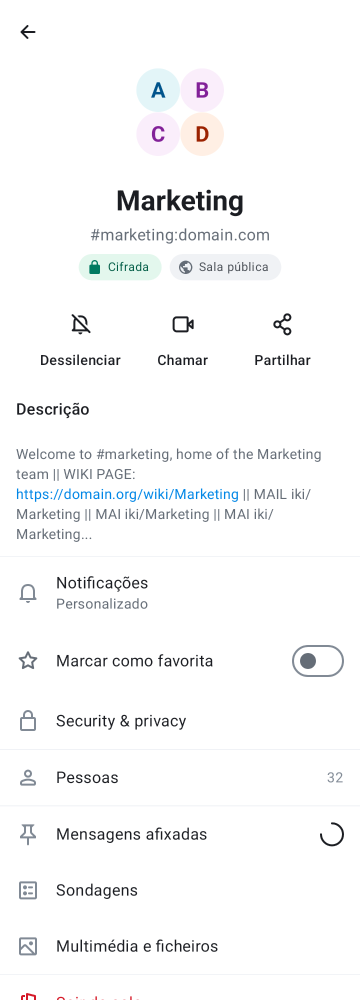 A B
C D
Marketing
#marketing:domain.com
Cifrada Sala pública
Dessilenciar Chamar Partilhar
Descrição
Welcome to #marketing, home of the Marketing
team || WIKI PAGE:
https://domain.org/wiki/Marketing || MAIL iki/
Marketing || MAI iki/Marketing || MAI iki/
Marketing...
Notificações
Personalizado
Marcar como favorita
Security & privacy
Pessoas 32
Mensagens afixadas
Sondagens
Multimédia e ficheiros